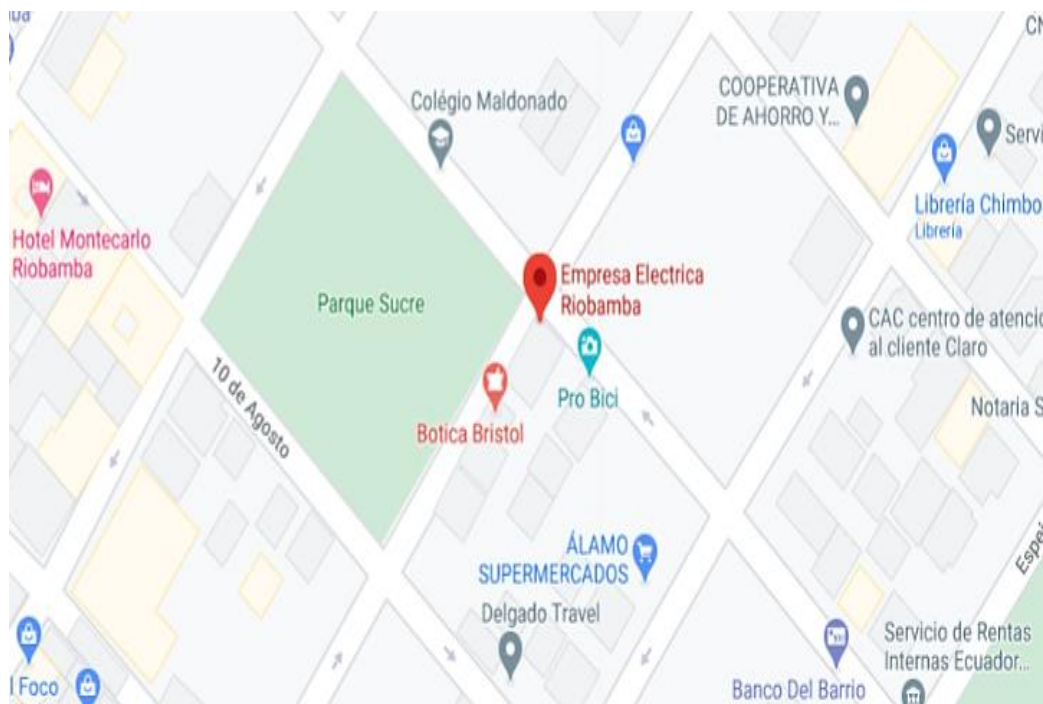 Colégio Maldonado
COOPERATIVA
DE AHORRO Y...
Hotel Montecarlo
Riobamba
Librería Chimbo
Librería
Parque Sucre
Empresa Electrica
Riobamba
CAC centro de atencio
al cliente Claro
Pro Bici
10 de Agosto
Botica Bristol
Notaria S
ÁLAMO
SUPERMERCADOS
Delgado Travel
Servicio de Rentas
Internas Ecuador...
Banco Del Barrio
l Foco